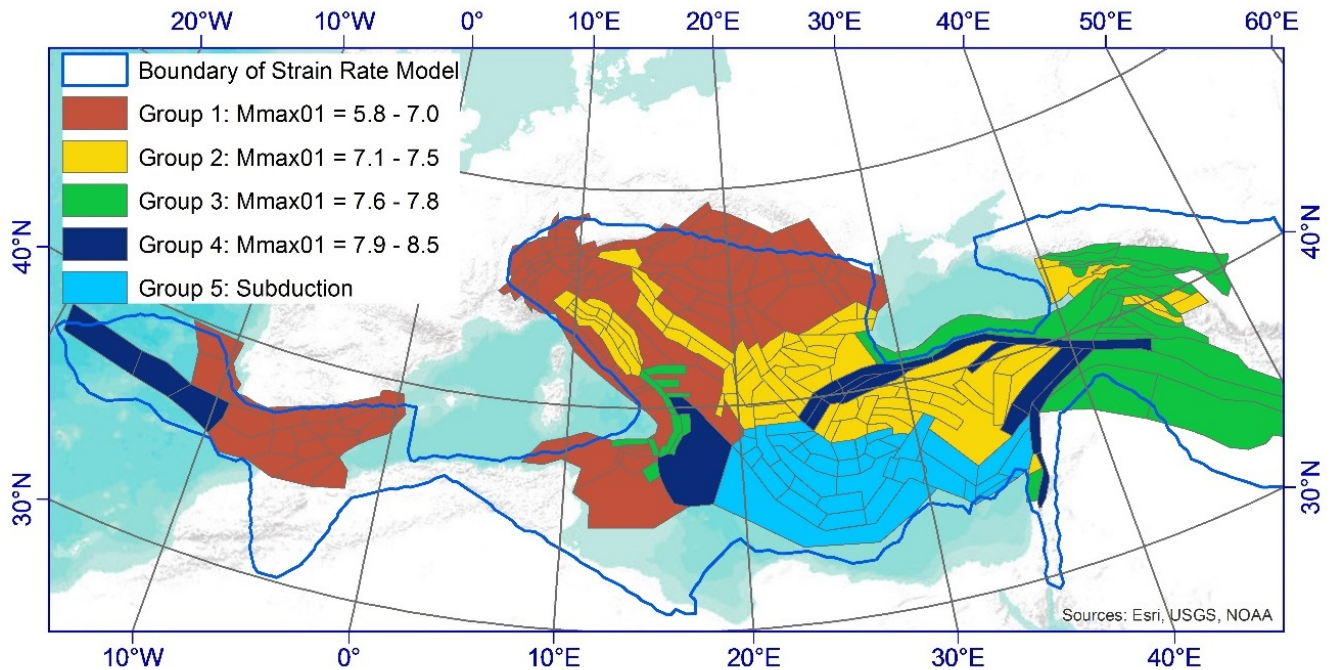 20°W 10°W 0° 10°E 20°E 30°E 40°E 50°E 60°E
Boundary of Strain Rate Model
Group 1: Mmax01 = 5.8 - 7.0
Group 2: Mmax01 = 7.1 - 7.5
Group 3: Mmax01 = 7.6 - 7.8
Group 4: Mmax01 = 7.9 - 8.5
Group 5: Subduction
40°N
40°N
30°N
30°N
Sources: Esri, USGS, NOAA
10°W 0° 10°E 20°E 30°E 40°E